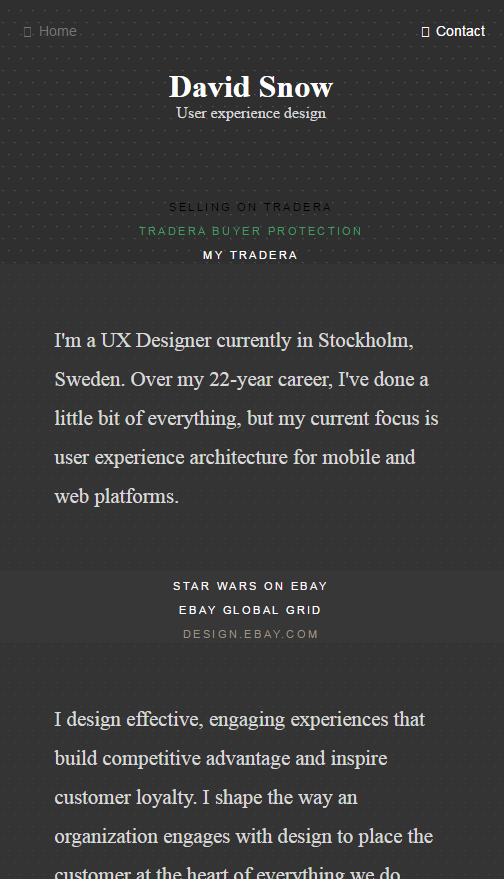 Home
Contact
David Snow
User experience design
SELLING ON TRADERA
TRADERA BUYER PROTECTION
MY TRADERA
I'm a UX Designer currently in Stockholm,
Sweden. Over my 22-year career, I've done a
little bit of everything, but my current focus is
user experience architecture for mobile and
web platforms.
STAR WARS ON EBAY
EBAY GLOBAL GRID
DESIGN.EBAY.COM
I design effective, engaging experiences that
build competitive advantage and inspire
customer loyalty. I shape the way an
organization engages with design to place the
customer at the heart of everything we do